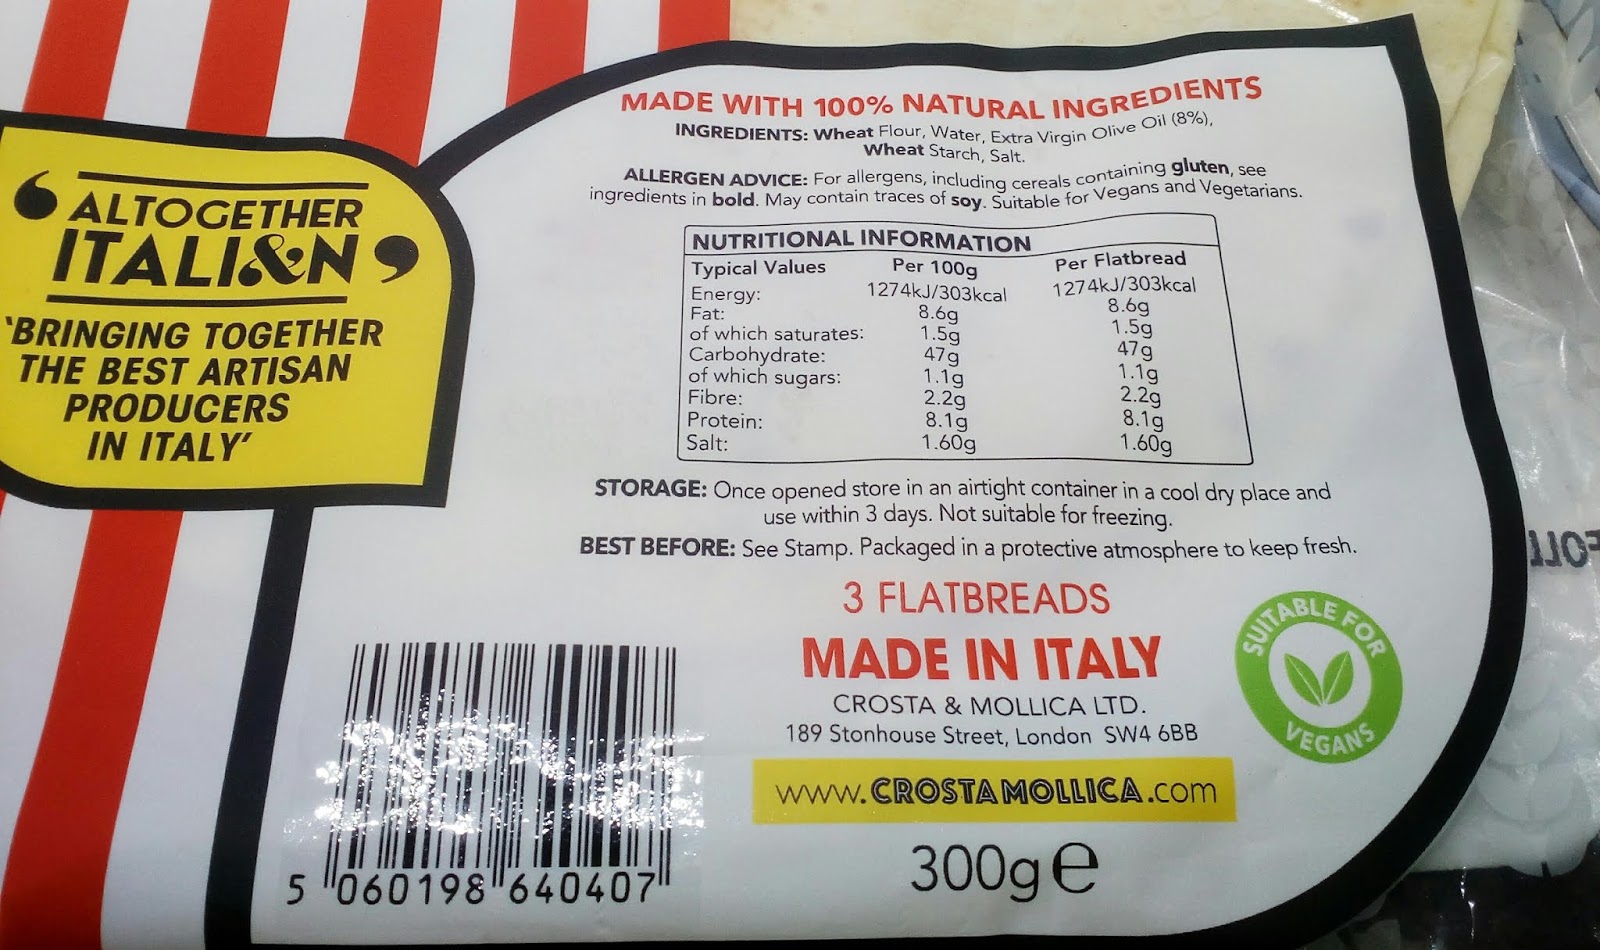 ‘ALTOGETHER
ITALI&N’
‘BRINGING TOGETHER
THE BEST ARTISAN
PRODUCERS
IN ITALY’
MADE WITH 100% NATURAL INGREDIENTS
INGREDIENTS: Wheat Flour, Water, Extra Virgin Olive Oil (8%),
Wheat Starch, Salt.
ALLERGEN ADVICE: For allergens, including cereals containing gluten, see
ingredients in bold. May contain traces of soy. Suitable for Vegans and Vegetarians.
NUTRITIONAL INFORMATION
Typical Values Per 100g Per Flatbread
Energy: 1274kJ/303kcal 1274kJ/303kcal
Fat: 8.6g 8.6g
of which saturates: 1.5g 1.5g
Carbohydrate: 47g 47g
of which sugars: 1.1g 1.1g
Fibre: 2.2g 2.2g
Protein: 8.1g 8.1g
Salt: 1.60g 1.60g
STORAGE: Once opened store in an airtight container in a cool dry place and
use within 3 days. Not suitable for freezing.
BEST BEFORE: See Stamp. Packaged in a protective atmosphere to keep fresh.
3 FLATBREADS
MADE IN ITALY
CROSTA & MOLLICA LTD.
189 Stonhouse Street, London SW4 6BB
www.CROSTAMOLLICA.com
300g e
SUITABLE FOR
VEGANS
5 060198 640407